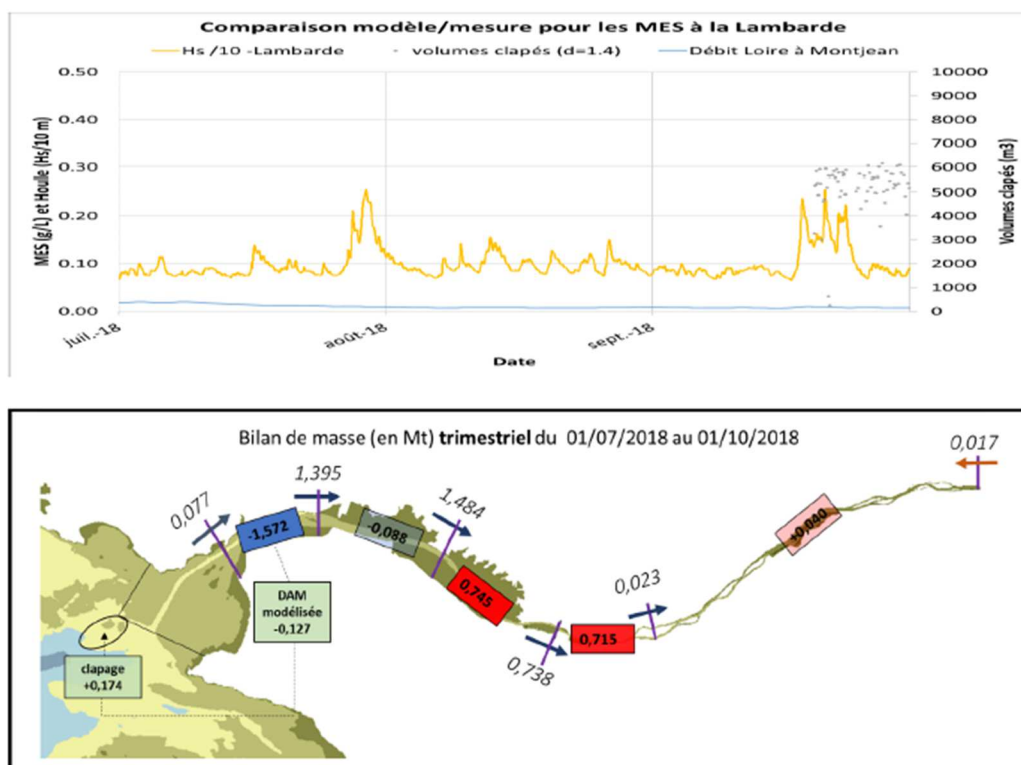 Comparaison modèle/mesure pour les MES à la Lambarde
Hs /10 -Lambarde volumes clapés (d=1.4) Débit Loire à Montjean
MES (g/L) et Houle (Hs/10 m)
0.50
0.40
0.30
0.20
0.10
0.00
10000
9000
8000
7000
6000
5000
4000
3000
2000
1000
0
Volumes clapés (m3)
juil.-18
août-18
sept.-18
Date
Bilan de masse (en Mt) trimestriel du 01/07/2018 au 01/10/2018
0,017
1,395
0,077
1,484
-1,572
-0,088
+0,040
0,745
DAM
modélisée
-0,127
0,023
0,715
0,738
clapage
+0,174